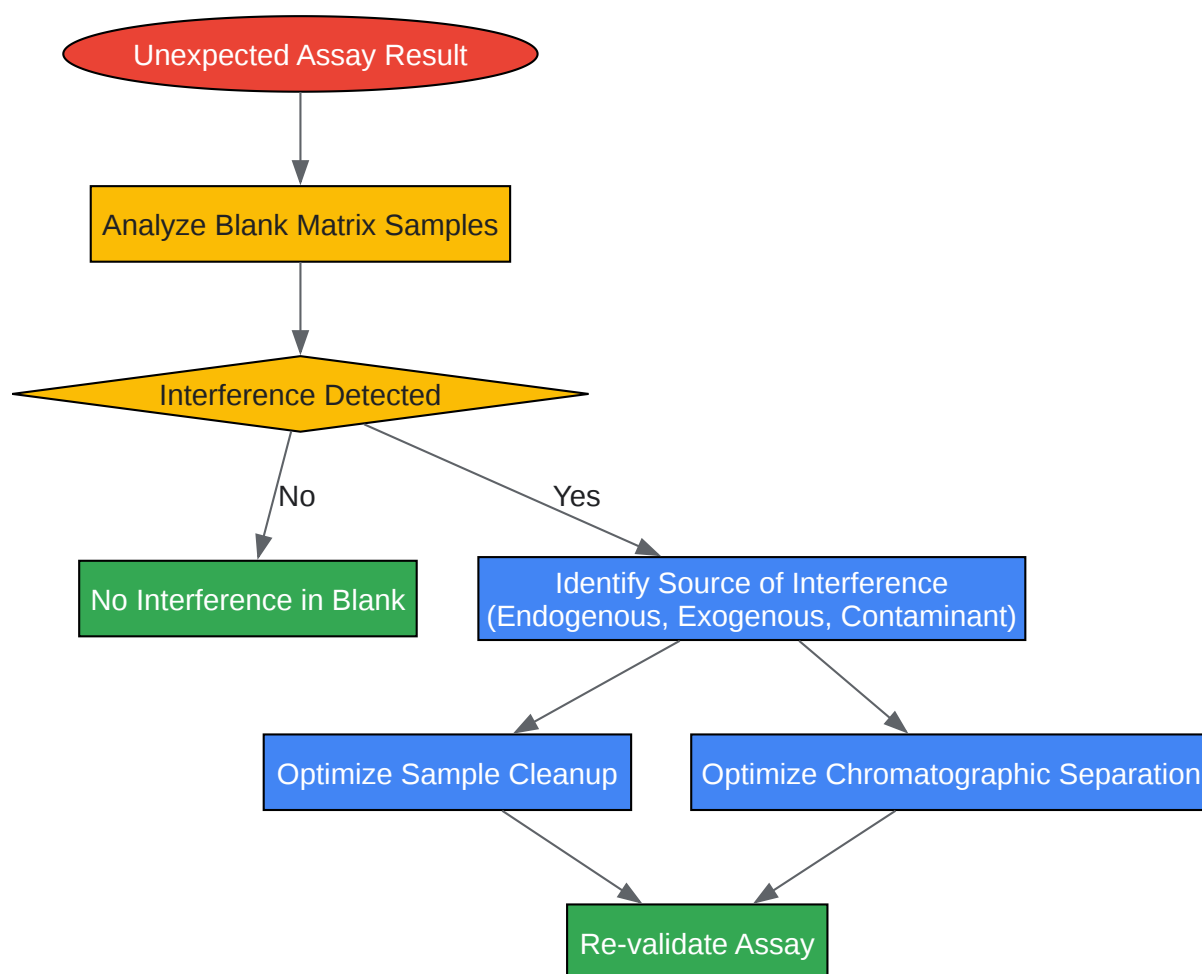 Unexpected Assay Result
Analyze Blank Matrix Samples
Interference Detected
No
Yes
No Interference in Blank
Identify Source of Interference
(Endogenous, Exogenous, Contaminant)
Optimize Sample Cleanup
Optimize Chromatographic Separation
Re-validate Assay